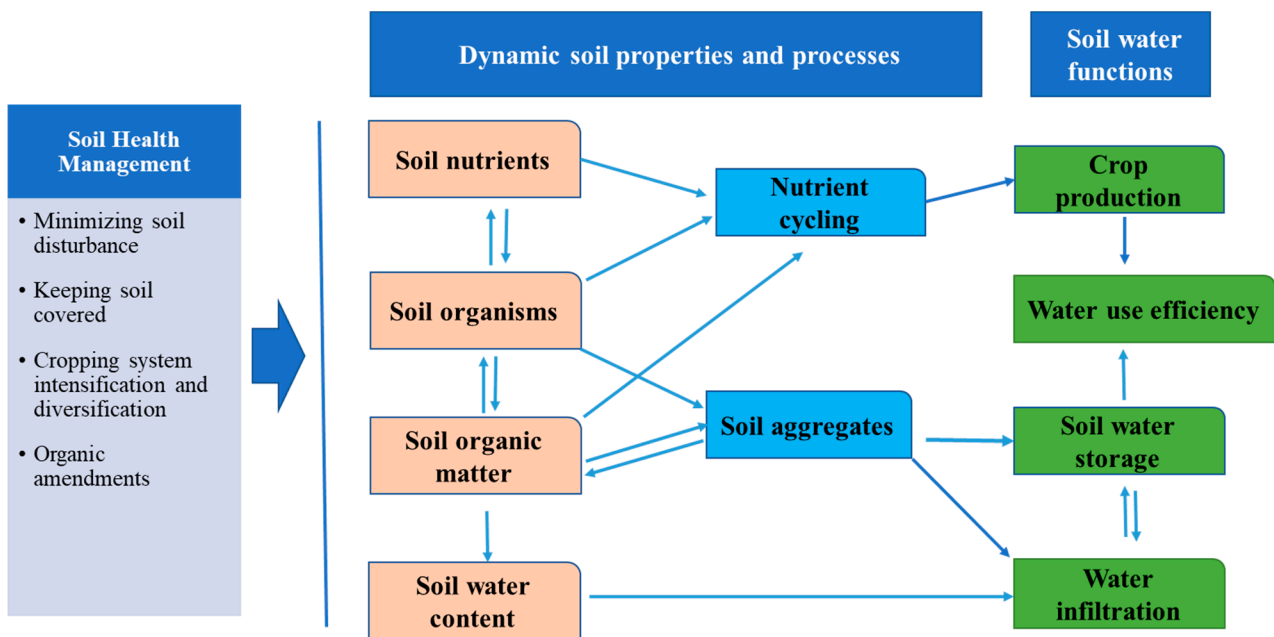 Dynamic soil properties and processes
Soil water
functions
Soil Health
Management
• Minimizing soil
disturbance
• Keeping soil
covered
• Cropping system
intensification and
diversification
• Organic
amendments
Soil nutrients
Soil organisms
Soil organic
matter
Soil water
content
Nutrient
cycling
Soil aggregates
Crop
production
Water use efficiency
Soil water
storage
Water
infiltration